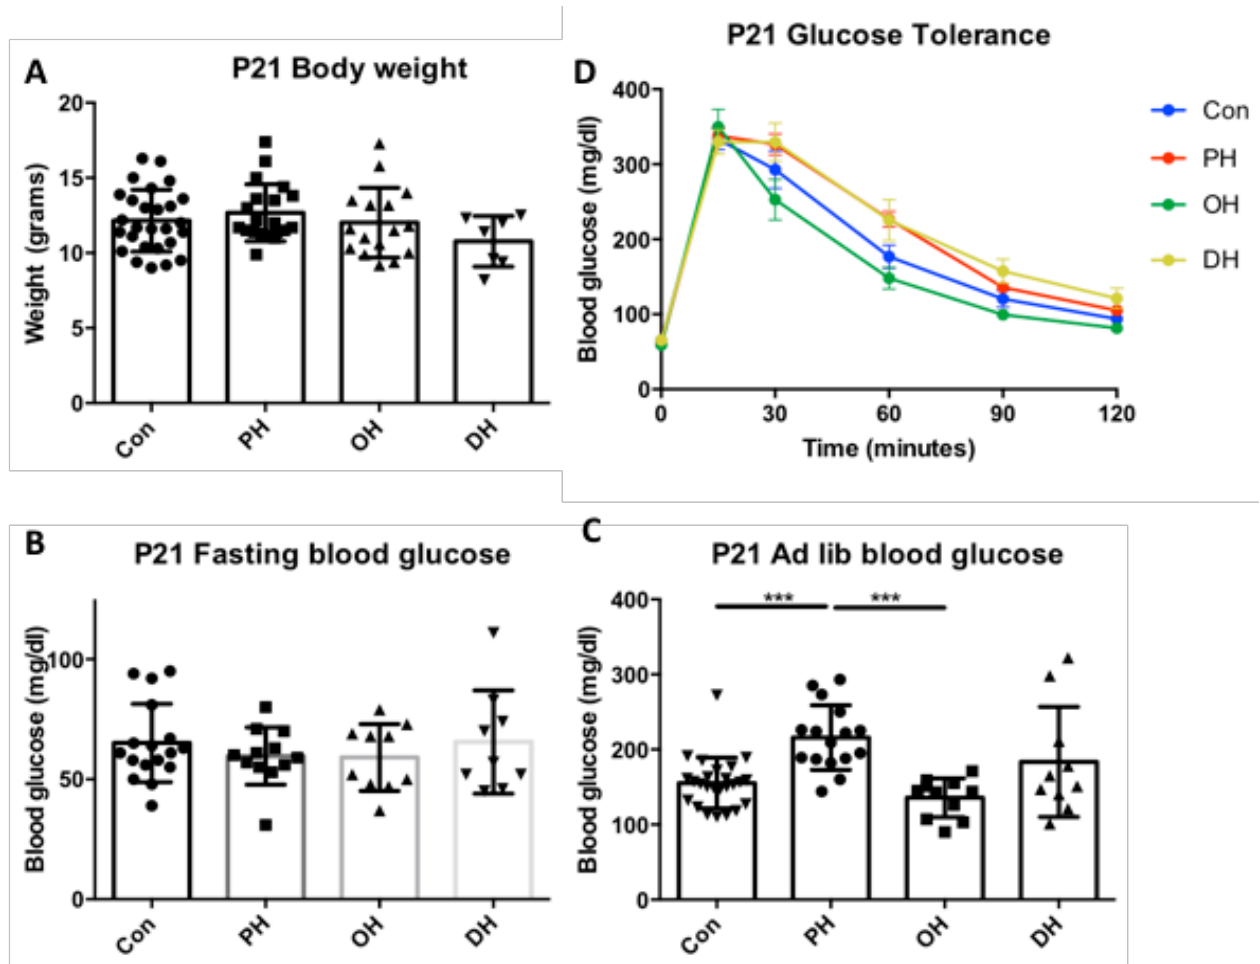 A
P21 Body weight
Weight (grams)
20
15
10
5
0
Con
PH
OH
DH
D
P21 Glucose Tolerance
Blood glucose (mg/dl)
400
300
200
100
0
0
30
60
90
120
Time (minutes)
Con
PH
OH
DH
B
P21 Fasting blood glucose
Blood glucose (mg/dl)
100
50
0
Con
PH
OH
DH
C
P21 Ad lib blood glucose
Blood glucose (mg/dl)
400
300
200
100
0
***
***
Con
PH
OH
DH